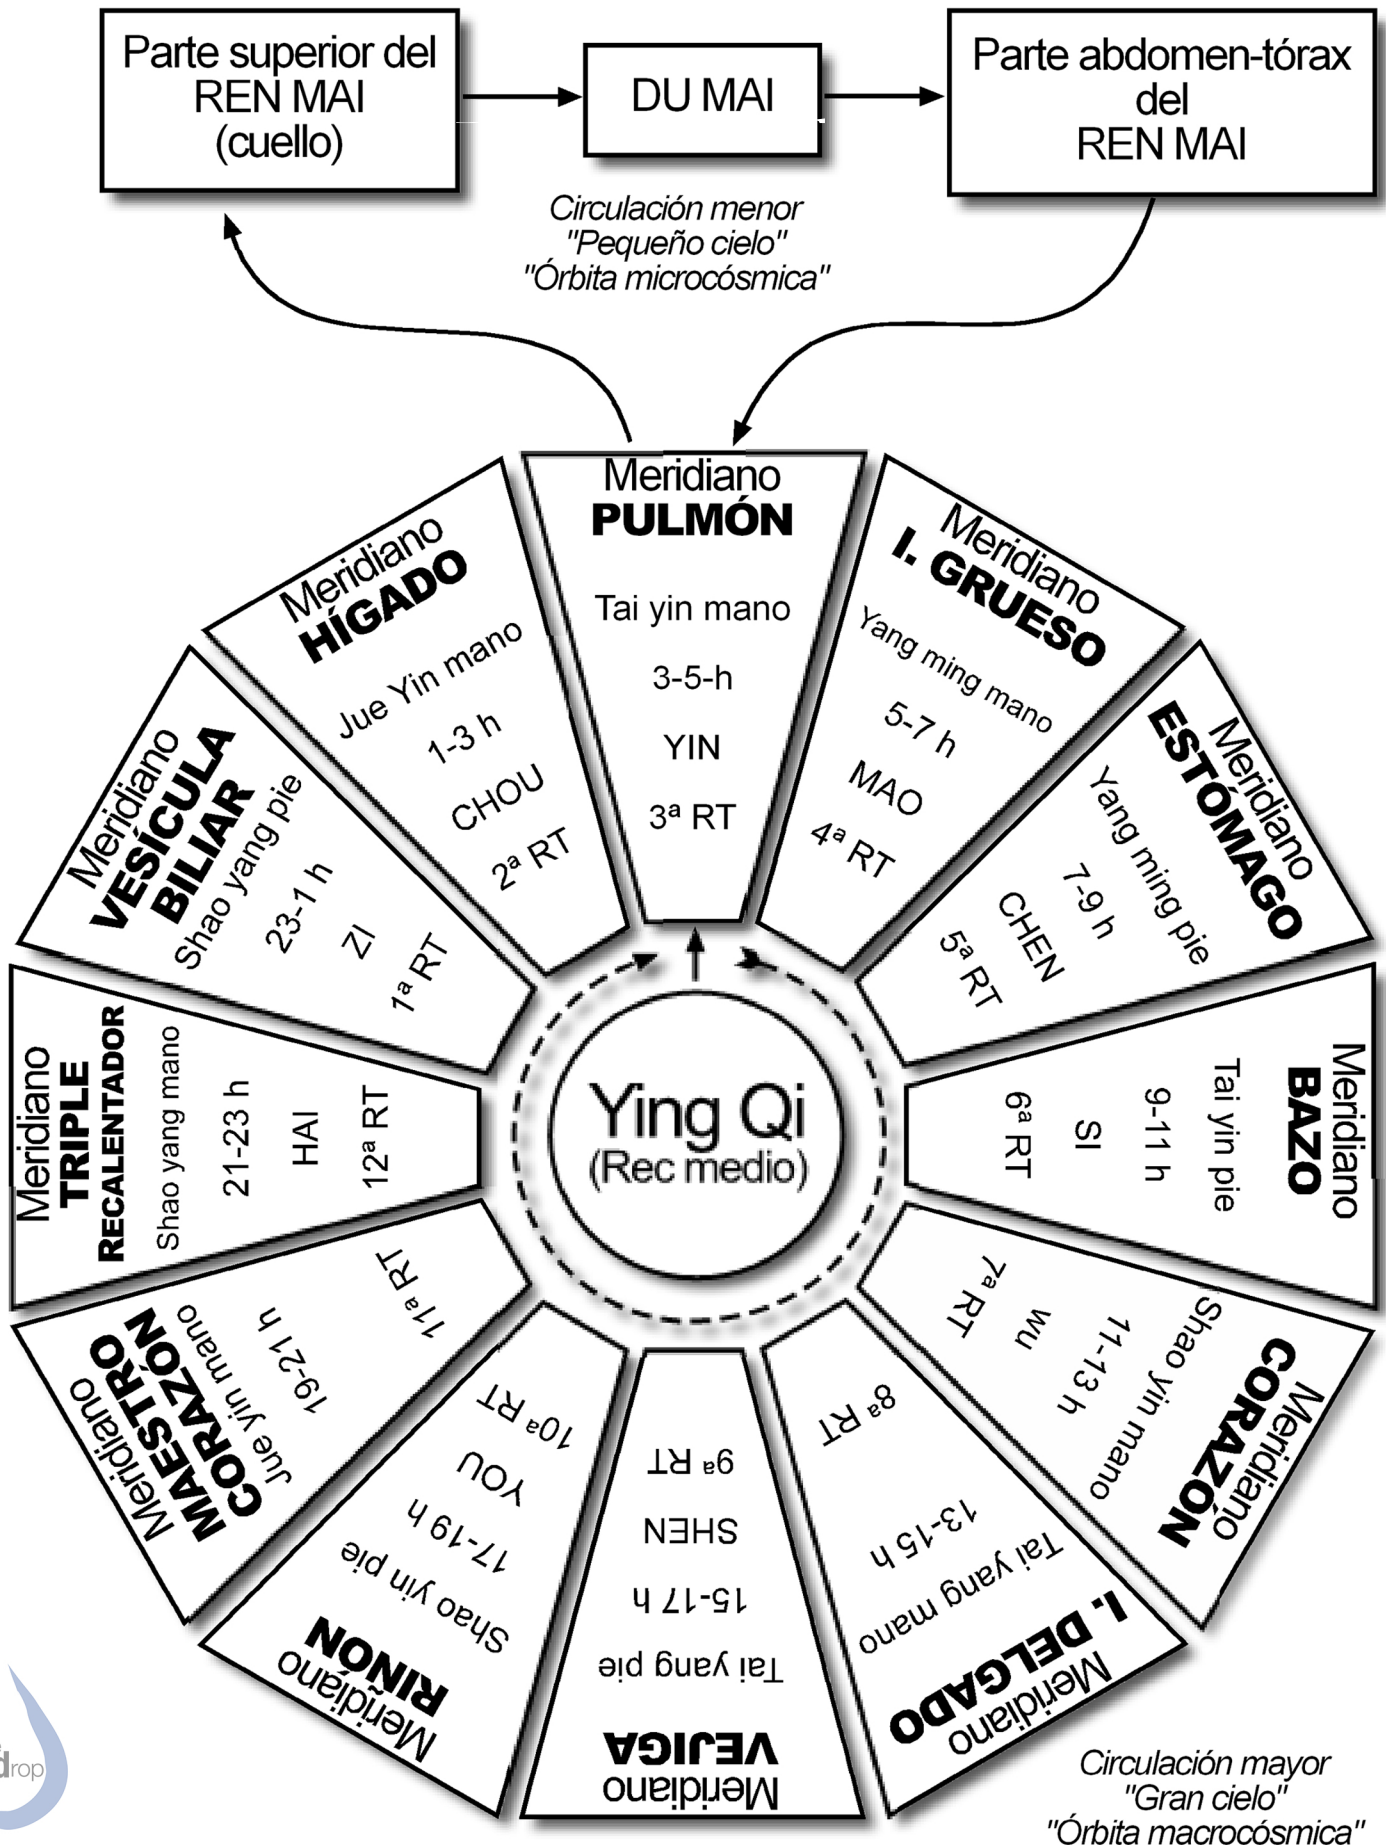 Parte superior del
REN MAI
(cuello)
DU MAI
Parte abdomen-tórax
del
REN MAI
Circulación menor
"Pequeño cielo"
"Órbita microcósmica"
Meridiano
PULMÓN
Tai yin mano
3-5-h
YIN
3ª RT
Meridiano
I. GRUESO
Yang ming mano
5-7 h
MAO
4ª RT
Meridiano
ESTÓMAGO
Yang ming pie
7-9 h
CHEN
5ª RT
Meridiano
BAZO
Tai yin pie
9-11 h
SI
6ª RT
Meridiano
CORAZÓN
Shao yin mano
11-13 h
WU
7ª RT
Meridiano
I. DELGADO
Tai yang mano
13-15 h
8ª RT
Meridiano
VEJIGA
Tai yang pie
15-17 h
SHEN
9ª RT
Meridiano
RIÑÓN
Shao yin pie
17-19 h
YOU
10ª RT
Meridiano
MAESTRO
CORAZÓN
Jue yin mano
19-21 h
11ª RT
Meridiano
TRIPLE
RECALENTADOR
Shao yang mano
21-23 h
HAI
12ª RT
Meridiano
VESÍCULA
BILIAR
Shao yang pie
23-1 h
ZI
1ª RT
Meridiano
HÍGADO
Jue Yin mano
1-3 h
CHOU
2ª RT
Ying Qi
(Rec medio)
Circulación mayor
"Gran cielo"
"Órbita macrocósmica"